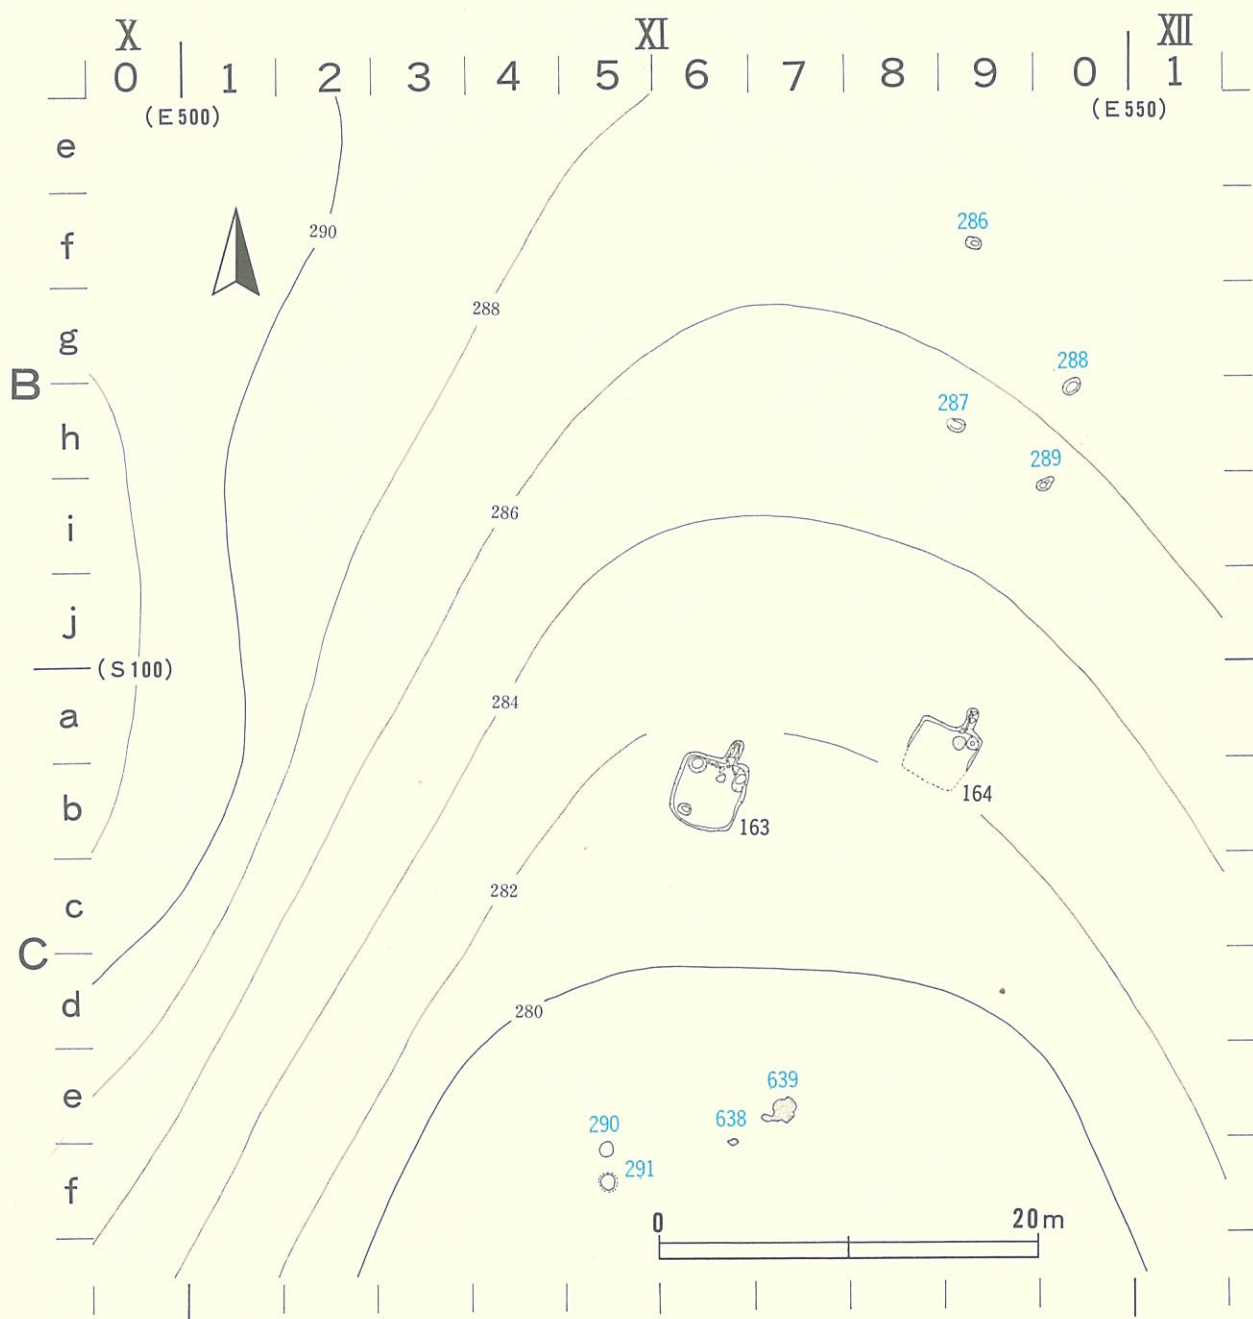 X XI XII
0 1 2 3 4 5 6 7 8 9 0 1
(E500) (E550)
e
286
f
290
288
g
288
B
287
h
289
286
i
j
(S100)
284
a
164
b
163
282
c
C
d
280
639
e
290 638
291
f
0 20m